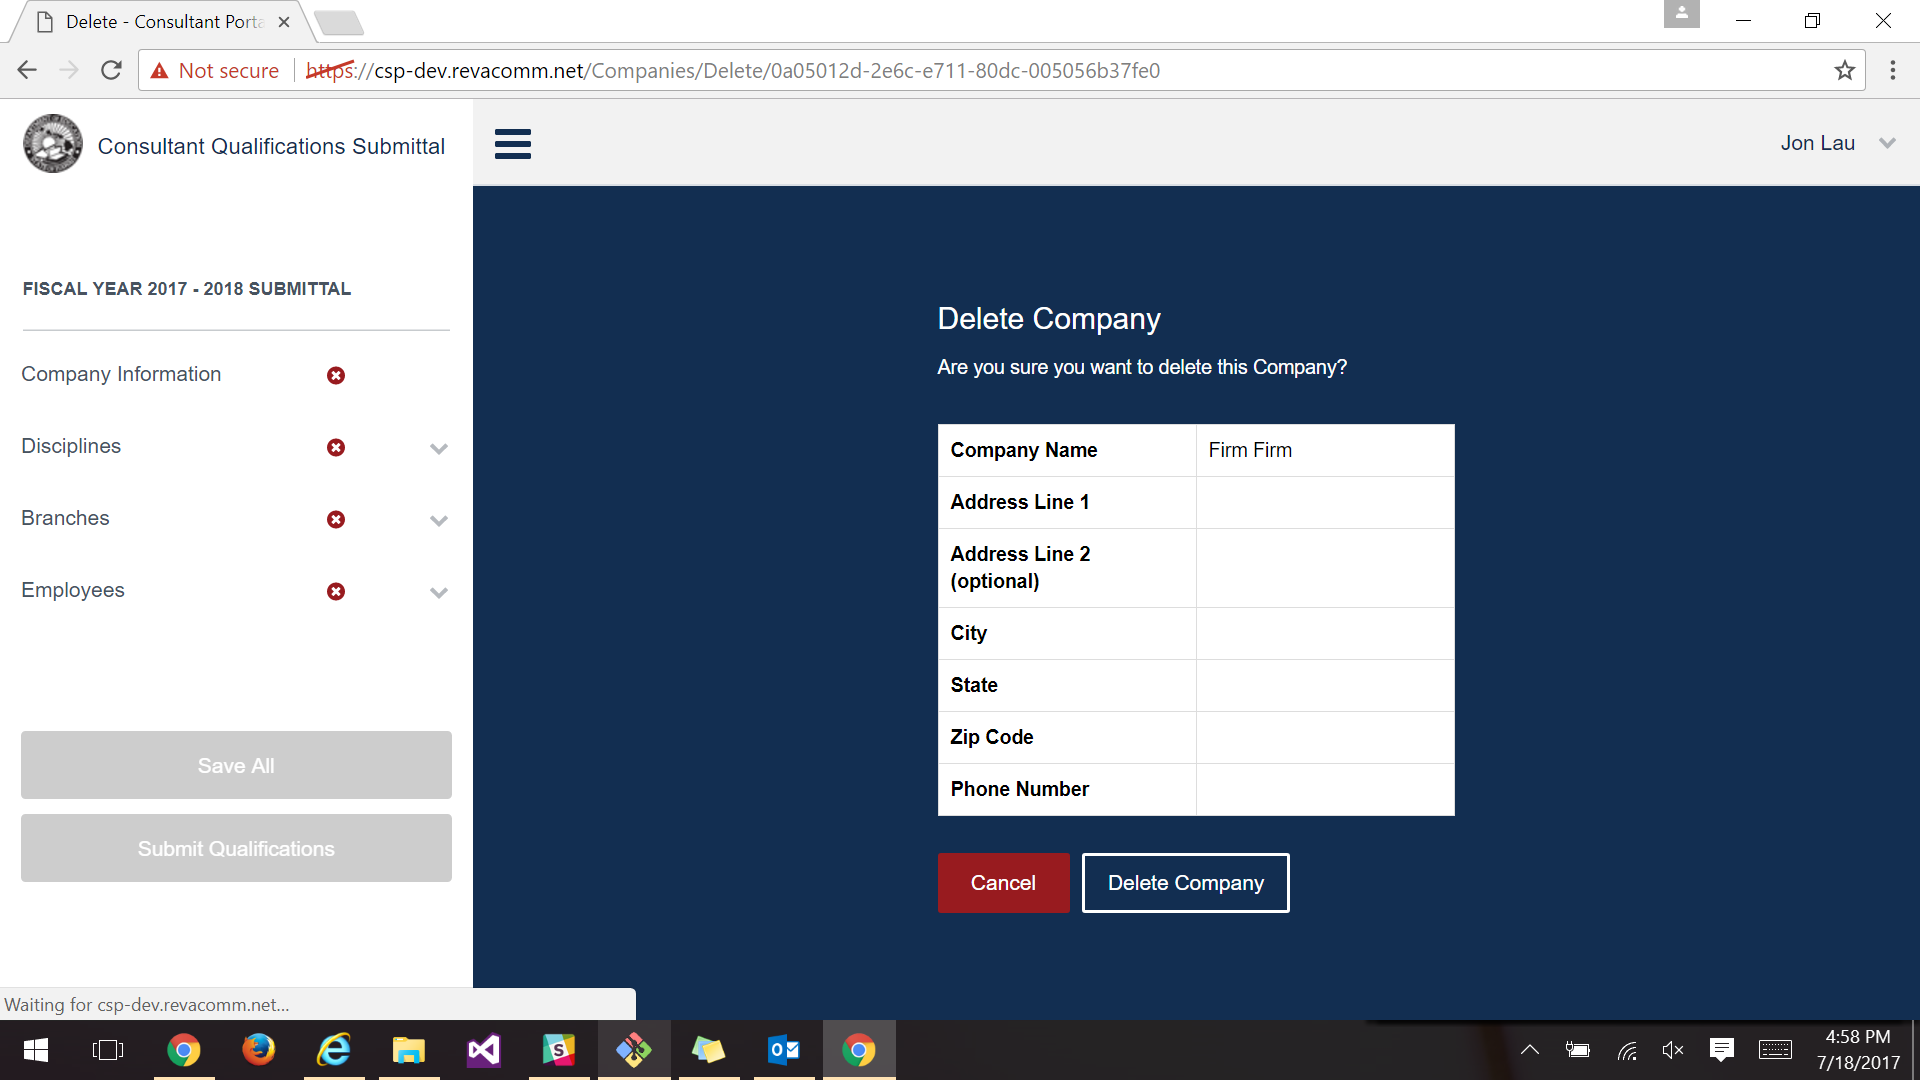 Delete - Consultant Porta
Not secure
https://csp-dev.revacomm.net/Companies/Delete/0a05012d-2e6c-e711-80dc-005056b37fe0
Consultant Qualifications Submittal
Jon Lau
FISCAL YEAR 2017 - 2018 SUBMITTAL
Company Information
Disciplines
Branches
Employees
Save All
Submit Qualifications
Delete Company
Are you sure you want to delete this Company?
Company Name Firm Firm
Address Line 1
Address Line 2
(optional)
City
State
Zip Code
Phone Number
Cancel
Delete Company
Waiting for csp-dev.revacomm.net...
4:58 PM
7/18/2017